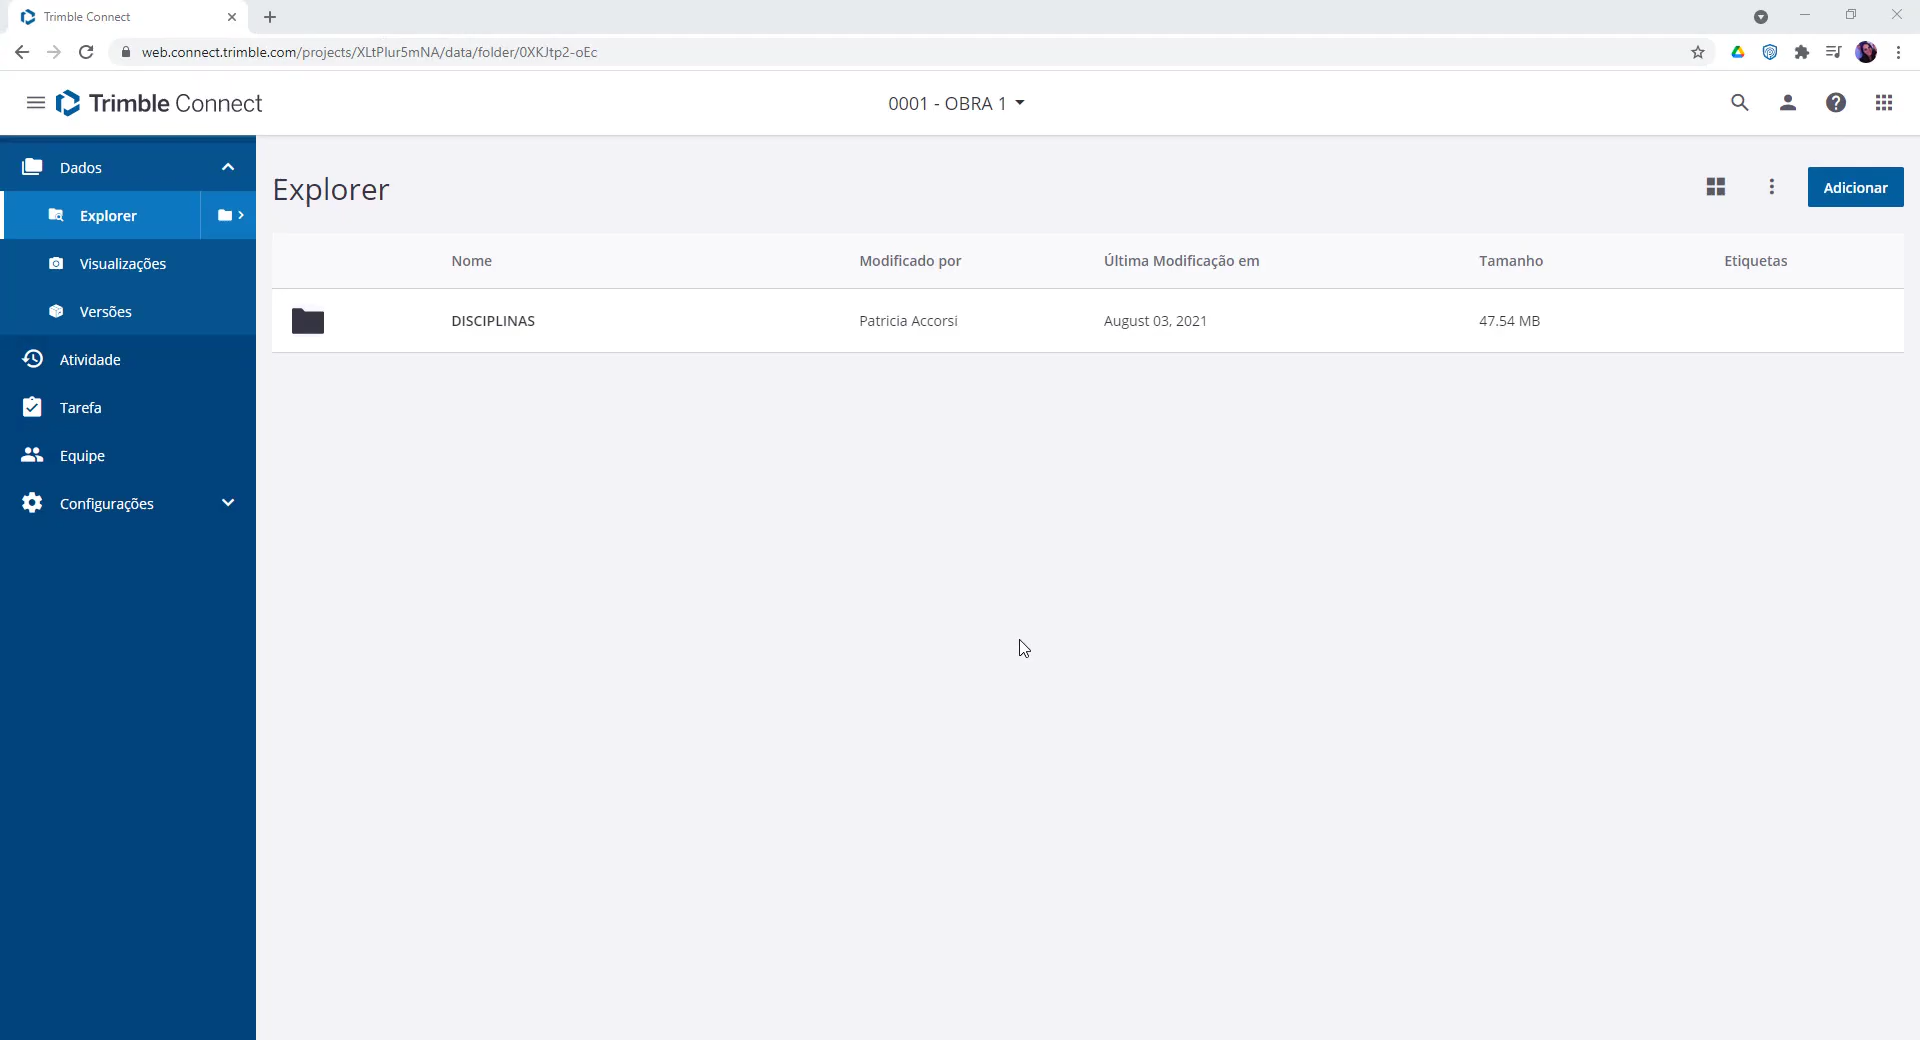 Trimble Connect
web.connect.trimble.com/projects/XLtPlur5mNA/data/folder/0XKJtp2-oEc
Trimble Connect
0001 - OBRA 1
Dados
Explorer
Visualizações
Versões
Atividade
Tarefa
Equipe
Configurações
Explorer
Adicionar
Nome Modificado por Última Modificação em Tamanho Etiquetas
DISCIPLINAS Patricia Accorsi August 03, 2021 47.54 MB